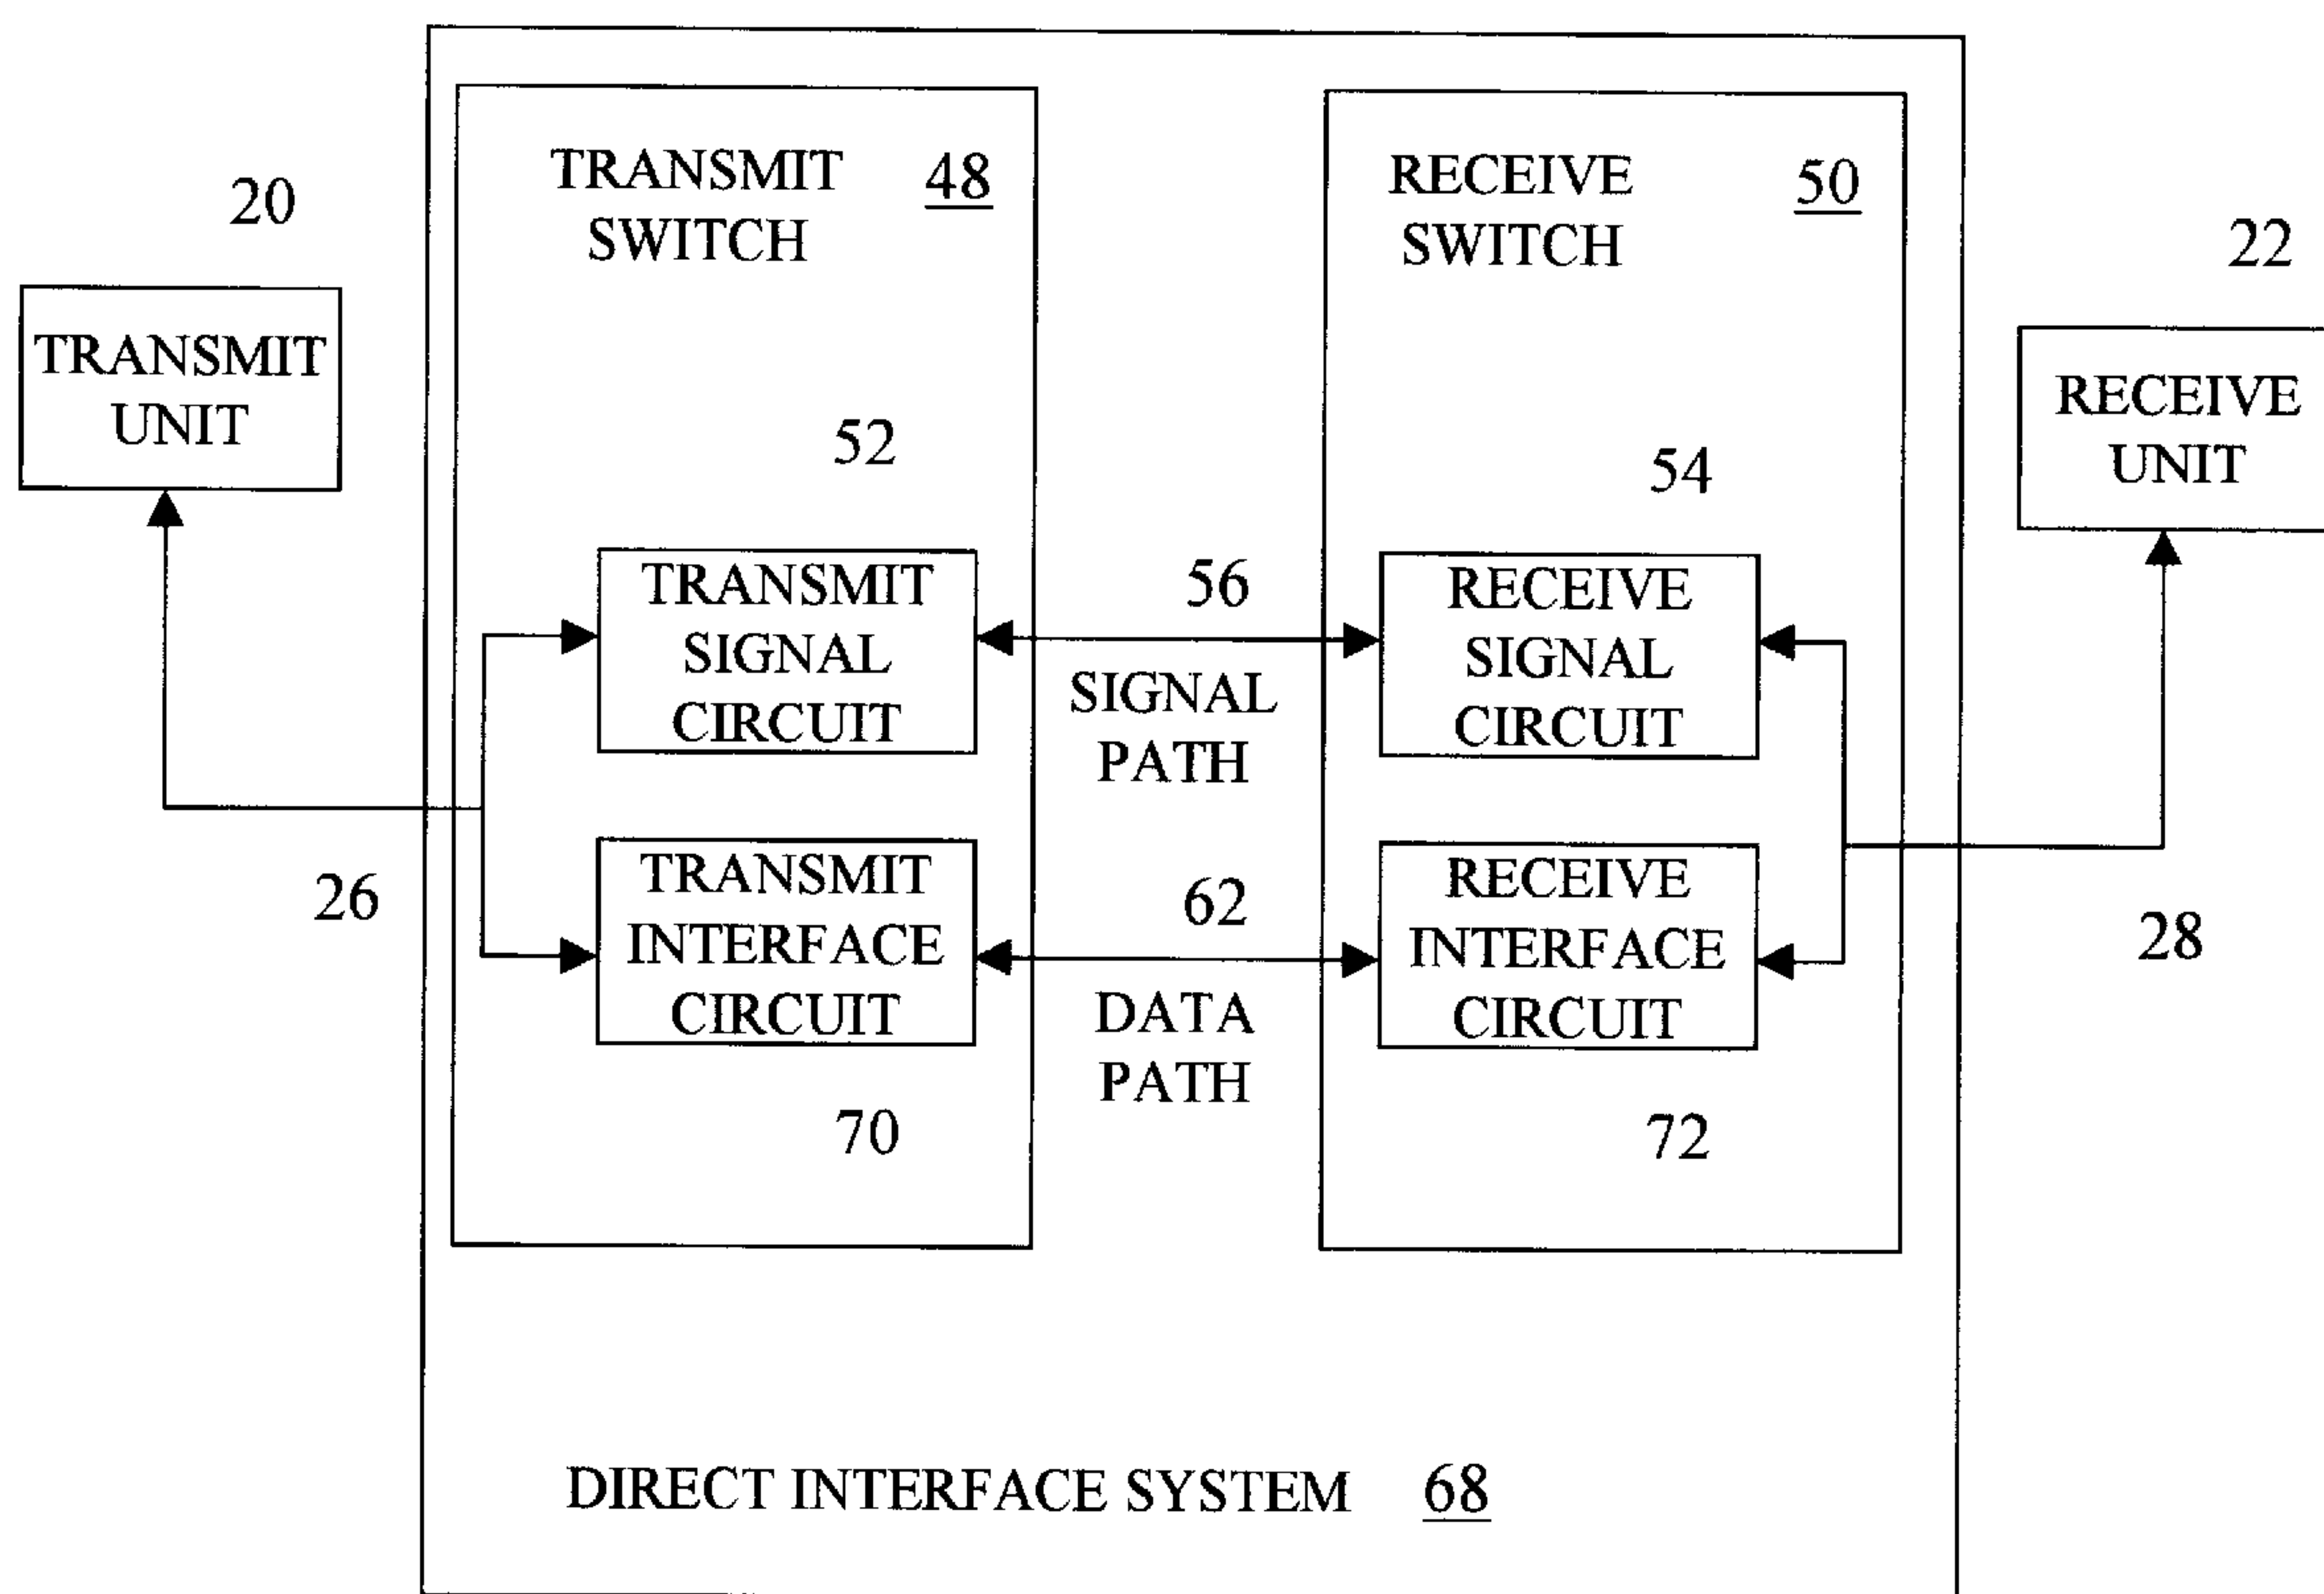 20
TRANSMIT
UNIT
26
TRANSMIT
SWITCH
48
52
TRANSMIT
SIGNAL
CIRCUIT
TRANSMIT
INTERFACE
CIRCUIT
70
56
SIGNAL
PATH
62
DATA
PATH
RECEIVE
SWITCH
50
54
RECEIVE
SIGNAL
CIRCUIT
RECEIVE
INTERFACE
CIRCUIT
72
22
RECEIVE
UNIT
28
DIRECT INTERFACE SYSTEM 68